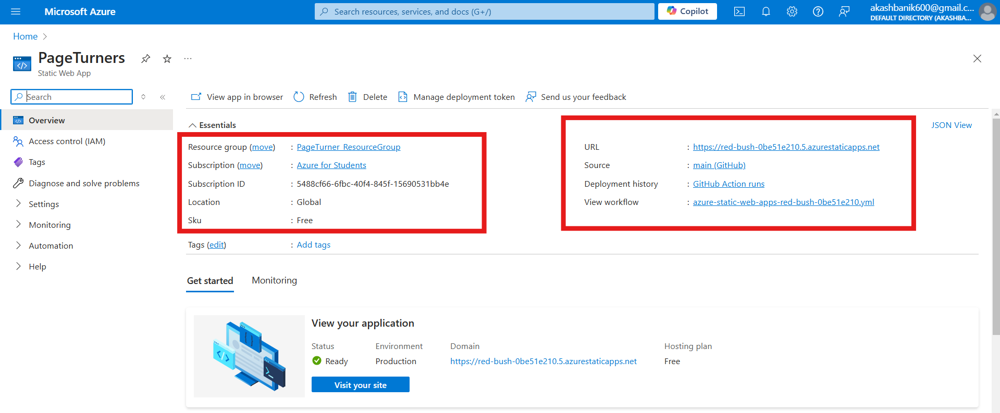 Microsoft Azure
Search resources, services, and docs (G+/)
Copilot
akashbanik600@gmail.c...
DEFAULT DIRECTORY (AKASHBA...
Home
PageTurners
Static Web App
Search
View app in browser
Refresh
Delete
Manage deployment token
Send us your feedback
Overview
Access control (IAM)
Tags
Diagnose and solve problems
Settings
Monitoring
Automation
Help
Essentials
JSON View
Resource group (move) : PageTurner_ResourceGroup
Subscription (move) : Azure for Students
Subscription ID : 5488cf66-6fbc-40f4-845f-15690531bb4e
Location : Global
Sku : Free
Tags (edit) : Add tags
URL : https://red-bush-0be51e210.5.azurestaticapps.net
Source : main (GitHub)
Deployment history : GitHub Action runs
View workflow : azure-static-web-apps-red-bush-0be51e210.yml
Get started
Monitoring
View your application
Status Environment Domain Hosting plan
Ready Production https://red-bush-0be51e210.5.azurestaticapps.net Free
Visit your site